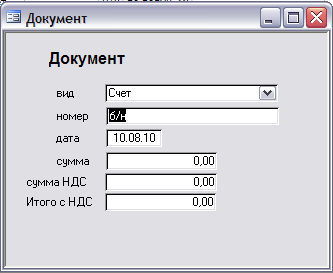 Документ
Документ
вид Счет
номер б/н
дата 10.08.10
сумма 0,00
сумма НДС 0,00
Итого с НДС 0,00